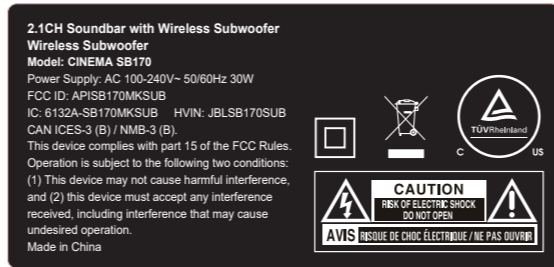 2.1CH Soundbar with Wireless Subwoofer
Wireless Subwoofer
Model: CINEMA SB170
Power Supply: AC 100-240V~ 50/60Hz 30W
FCC ID: APISB170MKSUB
IC: 6132A-SB170MKSUB HVIN: JBLSB170SUB
CAN ICES-3 (B) / NMB-3 (B).
This device complies with part 15 of the FCC Rules.
Operation is subject to the following two conditions:
(1) This device may not cause harmful interference,
and (2) this device must accept any interference
received, including interference that may cause
undesired operation.
Made in China
TÜVRheinland
C US
CAUTION
RISK OF ELECTRIC SHOCK
DO NOT OPEN
AVIS RISQUE DE CHOC ÉLECTRIQUE / NE PAS OUVRIR